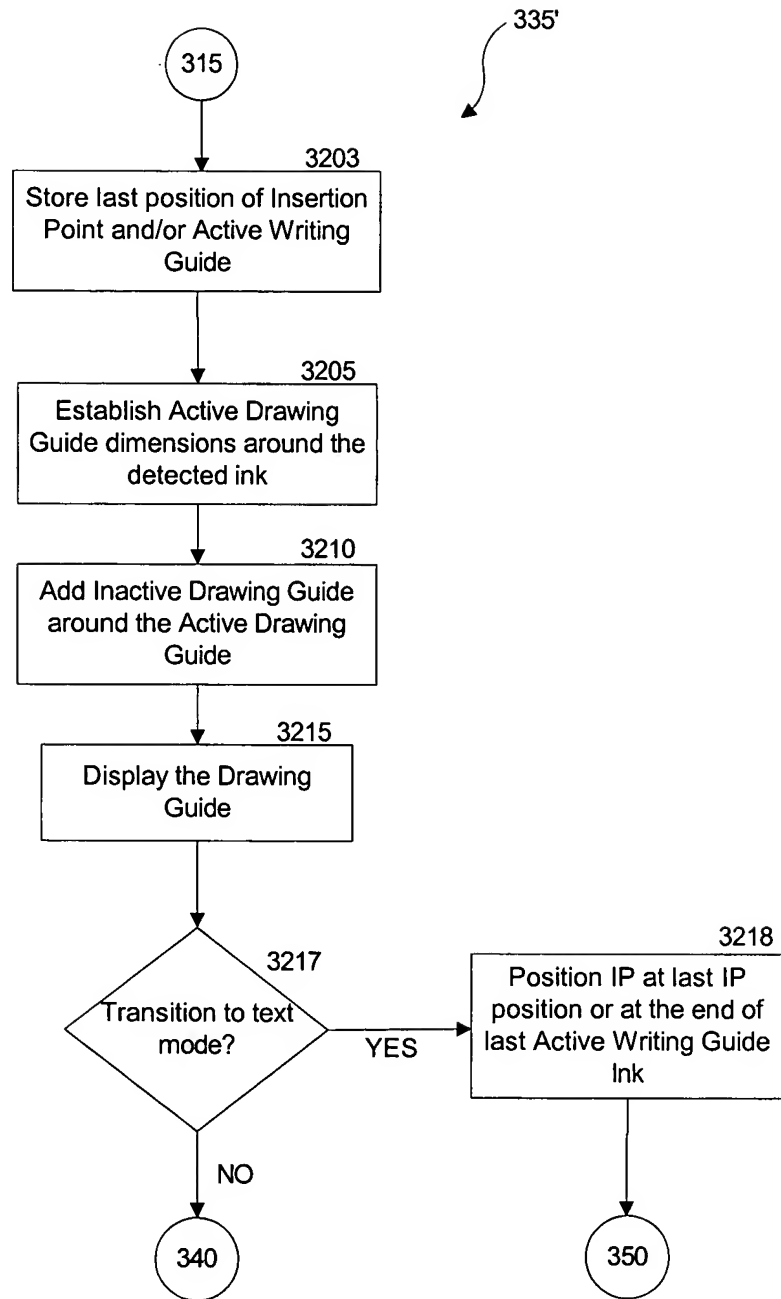 335'
315
3203
Store last position of Insertion
Point and/or Active Writing
Guide
3205
Establish Active Drawing
Guide dimensions around the
detected ink
3210
Add Inactive Drawing Guide
around the Active Drawing
Guide
3215
Display the Drawing
Guide
3217
Transition to text
mode?
YES
3218
Position IP at last IP
position or at the end of
last Active Writing Guide
Ink
NO
340
350